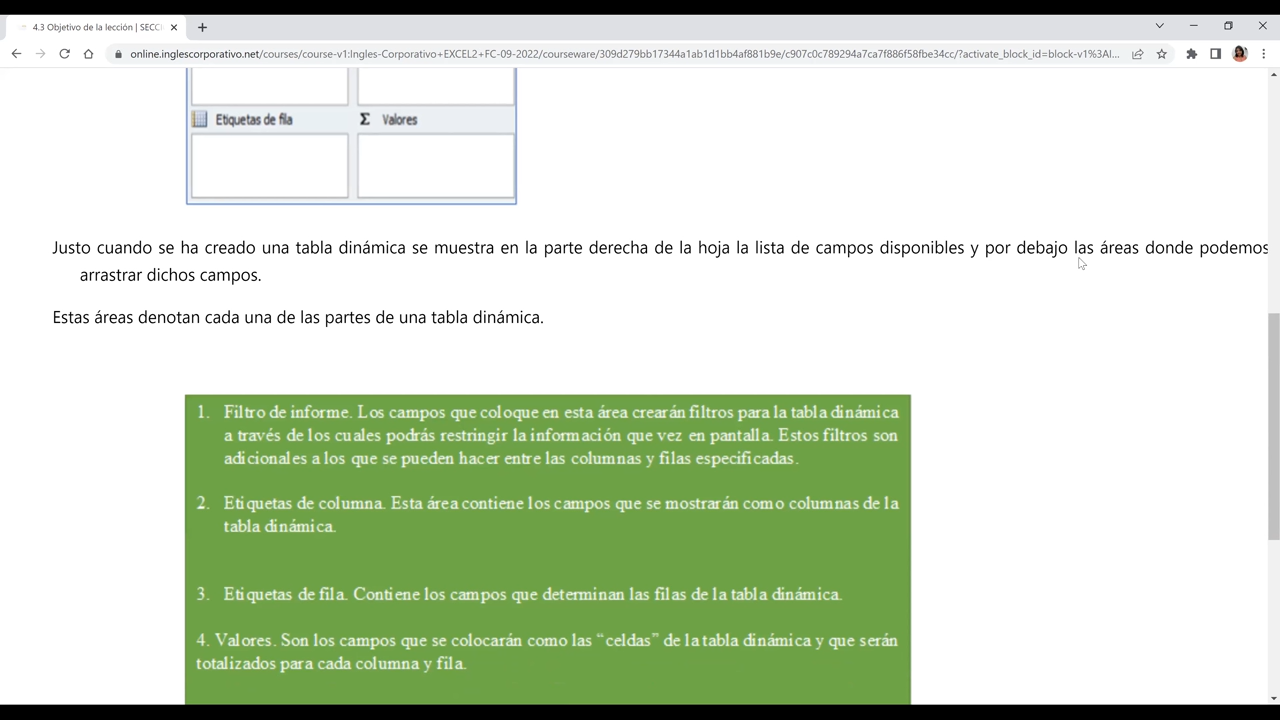 4.3 Objetivo de la lección | SECC
online.inglescorporativo.net/courses/course-v1:Ingles-Corporativo+EXCEL2+FC-09-2022/courseware/309d279bb17344a1ab1d1bb4af881b9e/c907c0c789294a7ca7f886f58fbe34cc/?activate_block_id=block-v1%3AI...
Etiquetas de fila Σ Valores
Justo cuando se ha creado una tabla dinámica se muestra en la parte derecha de la hoja la lista de campos disponibles y por debajo las áreas donde podemos
arrastrar dichos campos.
Estas áreas denotan cada una de las partes de una tabla dinámica.
1. Filtro de informe. Los campos que coloque en esta área crearán filtros para la tabla dinámica
a través de los cuales podrás restringir la información que vez en pantalla. Estos filtros son
adicionales a los que se pueden hacer entre las columnas y filas especificadas.
2. Etiquetas de columna. Esta área contiene los campos que se mostrarán como columnas de la
tabla dinámica.
3. Etiquetas de fila. Contiene los campos que determinan las filas de la tabla dinámica.
4. Valores. Son los campos que se colocarán como las “celdas” de la tabla dinámica y que serán
totalizados para cada columna y fila.